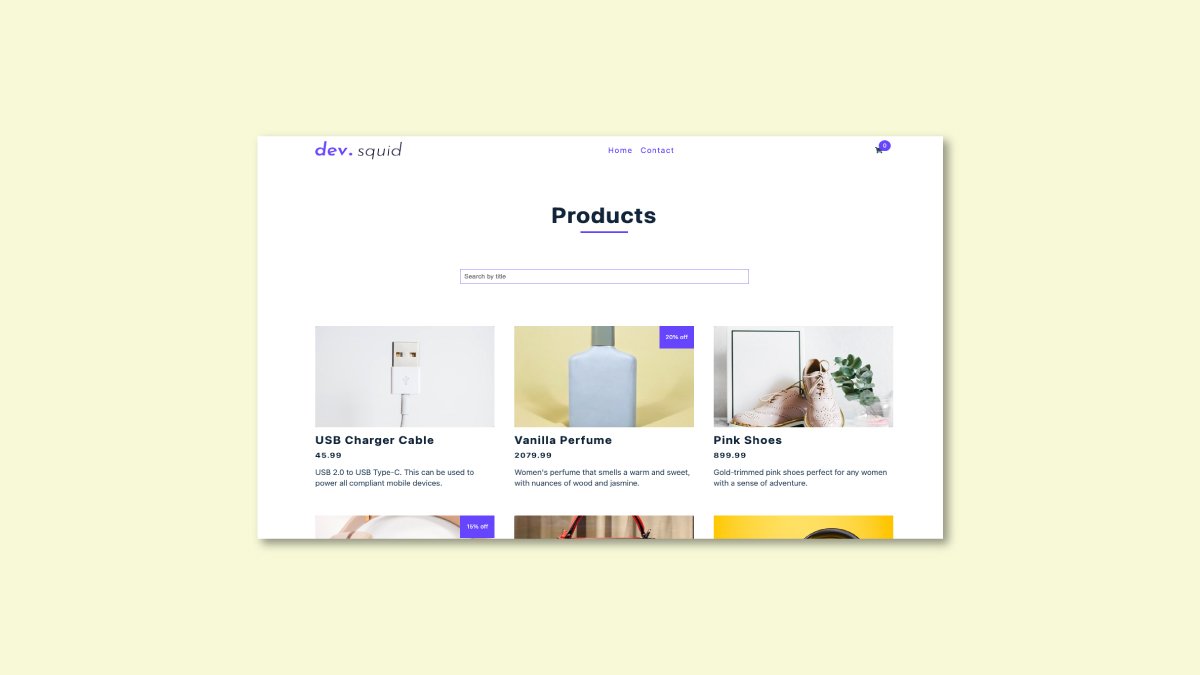 dev. squid
Home Contact
0
Products
Search by title
20% off
USB Charger Cable
45.99
USB 2.0 to USB Type-C. This can be used to
power all compliant mobile devices.
Vanilla Perfume
2079.99
Women's perfume that smells a warm and sweet,
with nuances of wood and jasmine.
Pink Shoes
899.99
Gold-trimmed pink shoes perfect for any women
with a sense of adventure.
15% off